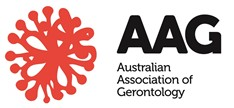 AAG
Australian
Association of
Gerontology